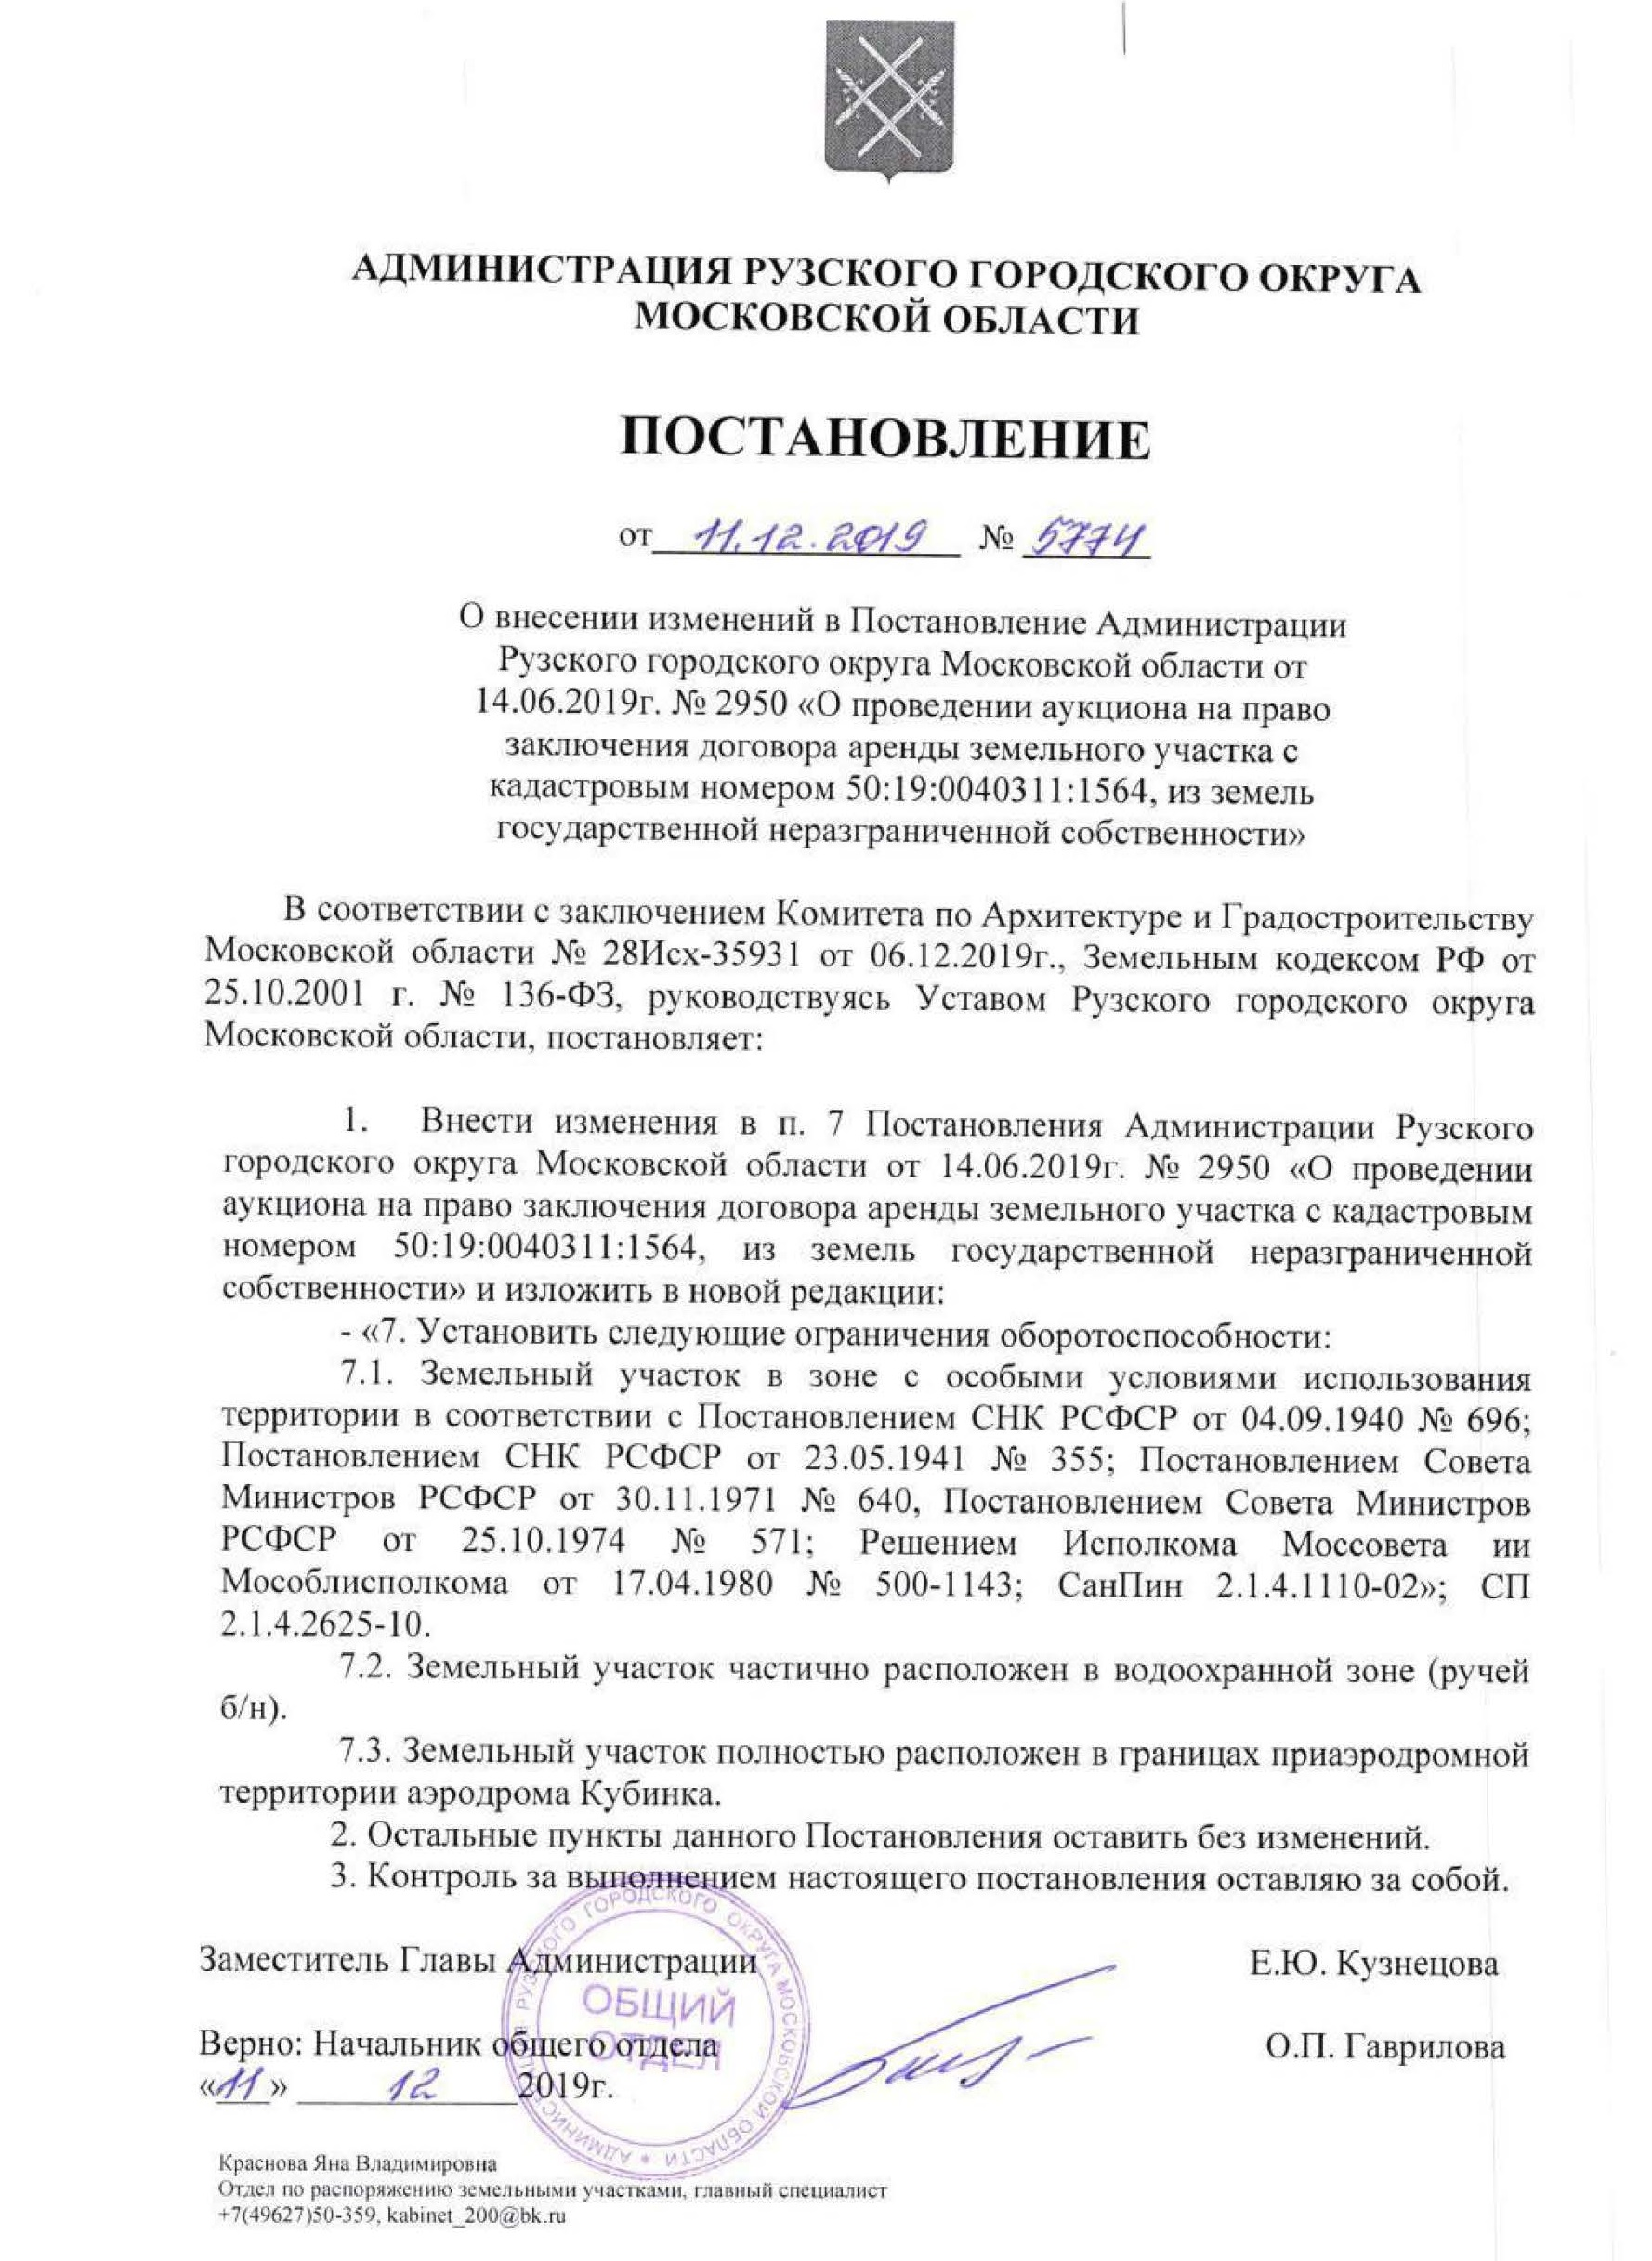 АДМИНИСТРАЦИЯ РУЗСКОГО ГОРОДСКОГО ОКРУГА
МОСКОВСКОЙ ОБЛАСТИ
ПОСТАНОВЛЕНИЕ
от 11.12.2019 № 5774
О внесении изменений в Постановление Администрации
Рузского городского округа Московской области от
14.06.2019г. № 2950 «О проведении аукциона на право
заключения договора аренды земельного участка с
кадастровым номером 50:19:0040311:1564, из земель
государственной неразграниченной собственности»
В соответствии с заключением Комитета по Архитектуре и Градостроительству
Московской области № 28Исх-35931 от 06.12.2019г., Земельным кодексом РФ от
25.10.2001 г. № 136-ФЗ, руководствуясь Уставом Рузского городского округа
Московской области, постановляет:
1. Внести изменения в п. 7 Постановления Администрации Рузского
городского округа Московской области от 14.06.2019г. № 2950 «О проведении
аукциона на право заключения договора аренды земельного участка с кадастровым
номером 50:19:0040311:1564, из земель государственной неразграниченной
собственности» и изложить в новой редакции:
- «7. Установить следующие ограничения оборотоспособности:
7.1. Земельный участок в зоне с особыми условиями использования
территории в соответствии с Постановлением СНК РСФСР от 04.09.1940 № 696;
Постановлением СНК РСФСР от 23.05.1941 № 355; Постановлением Совета
Министров РСФСР от 30.11.1971 № 640, Постановлением Совета Министров
РСФСР от 25.10.1974 № 571; Решением Исполкома Моссовета ии
Мособлисполкома от 17.04.1980 № 500-1143; СанПин 2.1.4.1110-02»; СП
2.1.4.2625-10.
7.2. Земельный участок частично расположен в водоохранной зоне (ручей
б/н).
7.3. Земельный участок полностью расположен в границах приаэродромной
территории аэродрома Кубинка.
2. Остальные пункты данного Постановления оставить без изменений.
3. Контроль за выполнением настоящего постановления оставляю за собой.
Заместитель Главы Администрации Е.Ю. Кузнецова
Верно: Начальник общего отдела О.П. Гаврилова
«11» 12 2019г.
АДМИНИСТРАЦИЯ РУЗСКОГО ГОРОДСКОГО ОКРУГА МОСКОВСКОЙ ОБЛАСТИ *
ОБЩИЙ
ОТДЕЛ
Краснова Яна Владимировна
Отдел по распоряжению земельными участками, главный специалист
+7(49627)50-359, kabinet_200@bk.ru